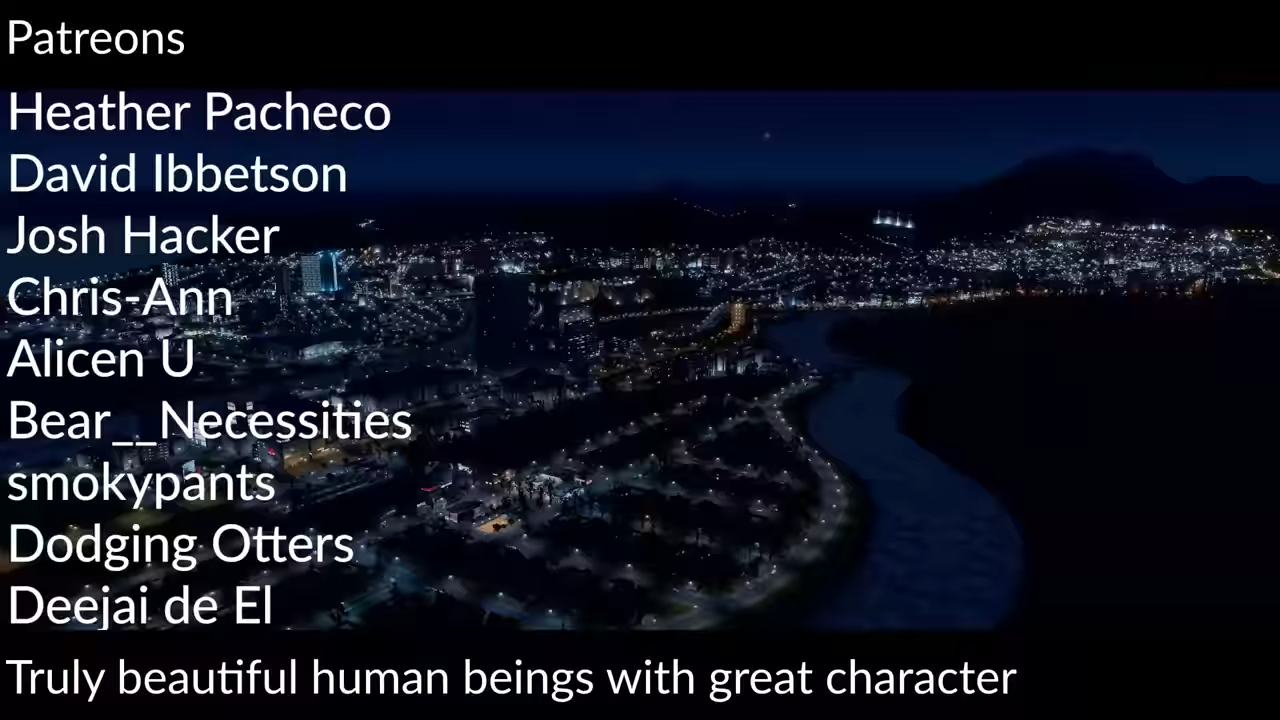 Patreons
Heather Pacheco
David Ibbetson
Josh Hacker
Chris-Ann
Alicen U
Bear__Necessities
smokypants
Dodging Otters
Deejai de El
Truly beautiful human beings with great character